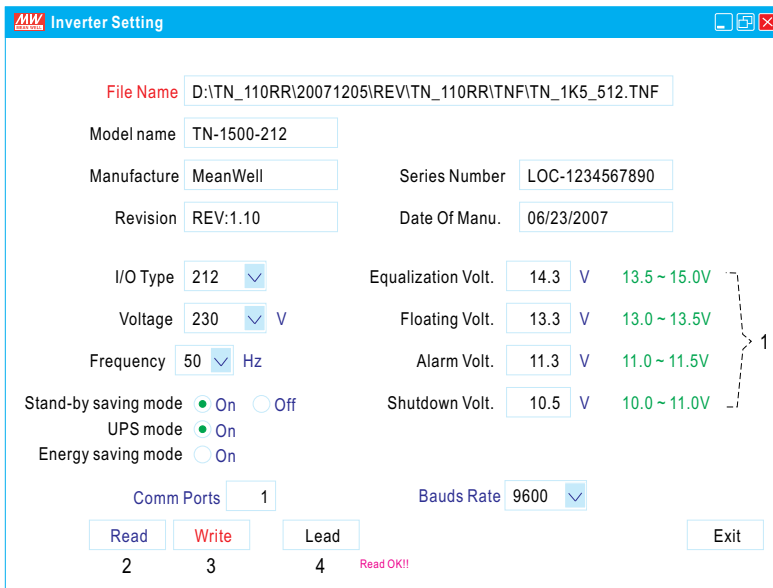 MW MEAN WELL Inverter Setting
File Name D:\TN_110RR\20071205\REV\TN_110RR\TNF\TN_1K5_512.TNF
Model name TN-1500-212
Manufacture MeanWell Series Number LOC-1234567890
Revision REV:1.10 Date Of Manu. 06/23/2007
I/O Type 212 Equalization Volt. 14.3 V 13.5 ~ 15.0V
Voltage 230 V Floating Volt. 13.3 V 13.0 ~ 13.5V
1
Frequency 50 Hz Alarm Volt. 11.3 V 11.0 ~ 11.5V
Stand-by saving mode On Off Shutdown Volt. 10.5 V 10.0 ~ 11.0V
UPS mode On
Energy saving mode On
Comm Ports 1 Bauds Rate 9600
Read Write Lead Exit
2 3 4 Read OK!!